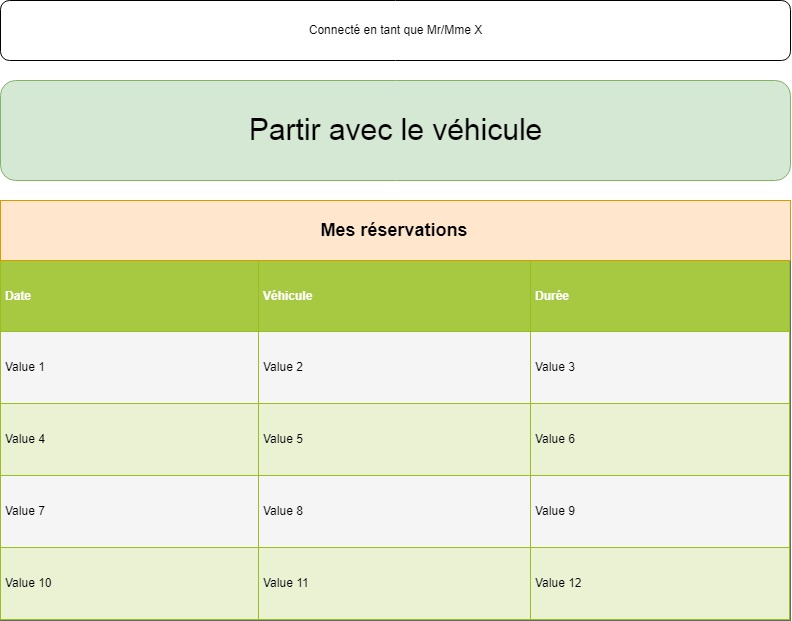 Connecté en tant que Mr/Mme X
Partir avec le véhicule
Mes réservations
Date Véhicule Durée
Value 1 Value 2 Value 3
Value 4 Value 5 Value 6
Value 7 Value 8 Value 9
Value 10 Value 11 Value 12